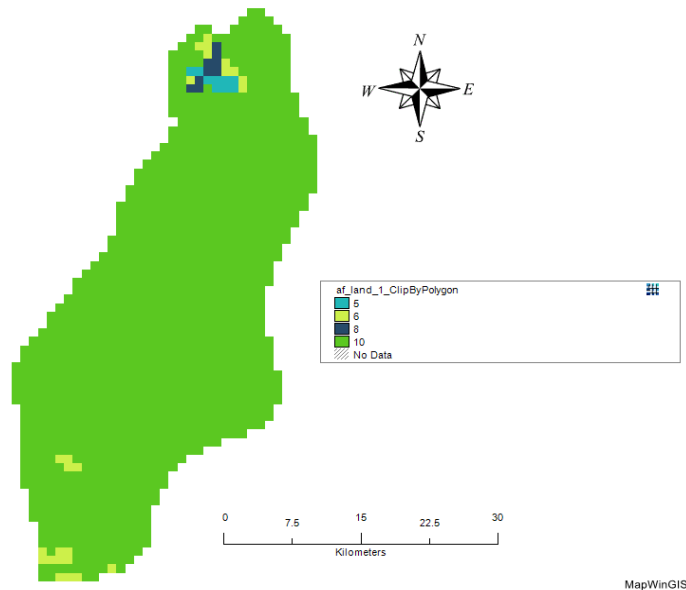 N
W E
S
af_land_1_ClipByPolygon
5
6
8
10
No Data
0 15 30
7.5 22.5
Kilometers
MapWinGIS